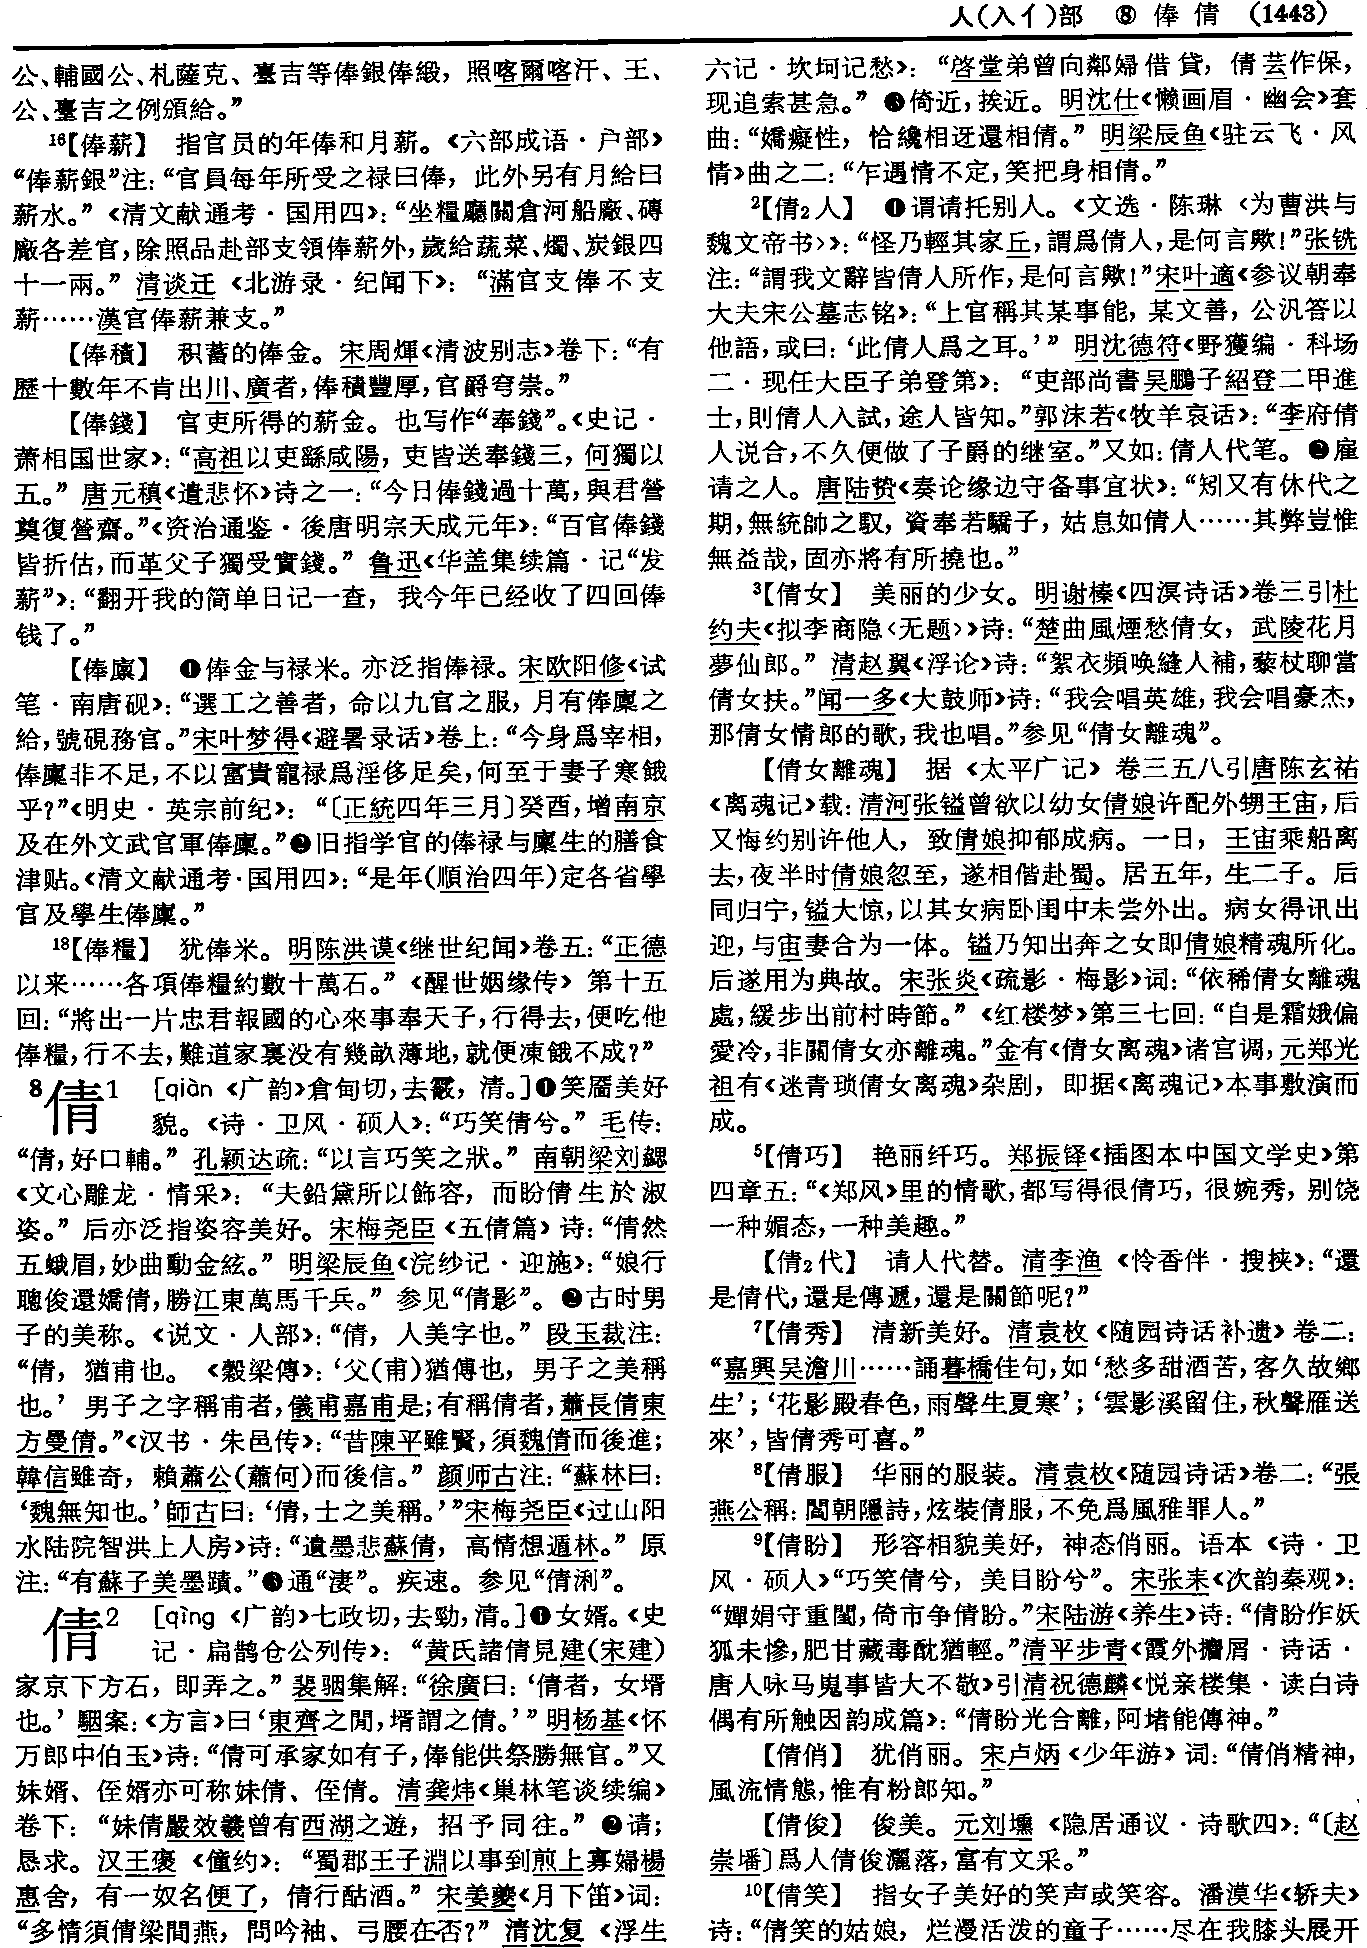 人(入亻)部　⑧　俸 倩　(1443)
公、輔國公、札薩克、臺吉等俸銀俸緞，照喀爾喀汗、王、
公、臺吉之例頒給。”
16【俸薪】　指官员的年俸和月薪。《六部成语·户部》
“俸薪銀”注：“官員每年所受之禄曰俸，此外另有月給曰
薪水。”《清文献通考·国用四》：“坐糧廳閘倉河船廠、磚
廠各差官，除照品赴部支領俸薪外，歲給蔬菜、燭、炭銀四
十一兩。”清谈迁《北游录·纪闻下》：“滿官支俸不支
薪……漢官俸薪兼支。”
【俸積】　积蓄的俸金。宋周煇《清波别志》卷下：“有
歷十數年不肯出川、廣者，俸積豐厚，官爵穹崇。”
【俸錢】　官吏所得的薪金。也写作“奉錢”。《史记·
萧相国世家》：“高祖以吏繇咸陽，吏皆送奉錢三，何獨以
五。”唐元稹《遣悲怀》诗之一：“今日俸錢過十萬，與君營
奠復營齋。”《资治通鉴·後唐明宗天成元年》：“百官俸錢
皆折估，而革父子獨受實錢。”鲁迅《华盖集续篇·记“发
薪”》：“翻开我的简单日记一查，我今年已经收了四回俸
钱了。”
【俸廩】　❶俸金与禄米。亦泛指俸禄。宋欧阳修《试
笔·南唐砚》：“選工之善者，命以九官之服，月有俸廩之
給，號硯務官。”宋叶梦得《避暑录话》卷上：“今身爲宰相，
俸廩非不足，不以富貴寵禄爲淫侈足矣，何至于妻子寒餓
乎？”《明史·英宗前纪》：“〔正統四年三月〕癸酉，增南京
及在外文武官軍俸廩。”❷旧指学官的俸禄与廪生的膳食
津贴。《清文献通考·国用四》：“是年(順治四年)定各省學
官及學生俸廩。”
18【俸糧】　犹俸米。明陈洪谟《继世纪闻》卷五：“正德
以来……各項俸糧約數十萬石。”《醒世姻缘传》第十五
回：“將出一片忠君報國的心來事奉天子，行得去，便吃他
俸糧，行不去，難道家裏没有幾畝薄地，就便凍餓不成？”
8倩1　[qiàn《广韵》倉甸切，去霰，清。]❶笑靥美好
貌。《诗·卫风·硕人》：“巧笑倩兮。”毛传：
“倩，好口輔。”孔颖达疏：“以言巧笑之狀。”南朝梁刘勰
《文心雕龙·情采》：“夫鉛黛所以飾容，而盼倩生於淑
姿。”后亦泛指姿容美好。宋梅尧臣《五倩篇》诗：“倩然
五蛾眉，妙曲動金絃。”明梁辰鱼《浣纱记·迎施》：“娘行
聰俊還嬌倩，勝江東萬馬千兵。”参见“倩影”。❷古时男
子的美称。《说文·人部》：“倩，人美字也。”段玉裁注：
“倩，猶甫也。《穀梁傳》：‘父(甫)猶傅也，男子之美稱
也。’男子之字稱甫者，儀甫嘉甫是；有稱倩者，蕭長倩東
方曼倩。”《汉书·朱邑传》：“昔陳平雖賢，須魏倩而後進；
韓信雖奇，賴蕭公(蕭何)而後信。”颜师古注：“蘇林曰：
‘魏無知也。’師古曰：‘倩，士之美稱。’”宋梅尧臣《过山阳
水陆院智洪上人房》诗：“遺墨悲蘇倩，高情想遁林。”原
注：“有蘇子美墨蹟。”❸通“淒”。疾速。参见“倩浰”。
倩2　[qìng《广韵》七政切，去勁，清。]❶女婿。《史
记·扁鹊仓公列传》：“黄氏諸倩見建(宋建)
家京下方石，即弄之。”裴骃集解：“徐廣曰：‘倩者，女壻
也。’駰案：《方言》曰‘東齊之閒，壻謂之倩。’”明杨基《怀
万郎中伯玉》诗：“倩可承家如有子，俸能供祭勝無官。”又
妹婿、侄婿亦可称妹倩、侄倩。清龚炜《巢林笔谈续编》
卷下：“妹倩嚴效羲曾有西湖之遊，招予同往。”❷请；
恳求。汉王褒《僮约》：“蜀郡王子淵以事到煎上寡婦楊
惠舍，有一奴名便了，倩行酤酒。”宋姜夔《月下笛》词：
“多情須倩梁間燕，問吟袖、弓腰在否？”清沈复《浮生
六记·坎坷记愁》：“啓堂弟曾向鄰婦借貸，倩芸作保，
现追索甚急。”❸倚近，挨近。明沈仕《懒画眉·幽会》套
曲：“嬌癡性，恰纔相迓還相倩。”明梁辰鱼《驻云飞·风
情》曲之二：“乍遇情不定，笑把身相倩。”
2【倩2人】　❶谓请托别人。《文选·陈琳〈为曹洪与
魏文帝书〉》：“怪乃輕其家丘，謂爲倩人，是何言歟！”张铣
注：“謂我文辭皆倩人所作，是何言歟！”宋叶適《参议朝奉
大夫宋公墓志铭》：“上官稱其某事能，某文善，公汎答以
他語，或曰：‘此倩人爲之耳。’”明沈德符《野獲编·科场
二·现任大臣子弟登第》：“吏部尚書吴鵬子紹登二甲進
士，則倩人入試，途人皆知。”郭沫若《牧羊哀话》：“李府倩
人说合，不久便做了子爵的继室。”又如：倩人代笔。❷雇
请之人。唐陆贽《奏论缘边守备事宜状》：“矧又有休代之
期，無統帥之馭，資奉若驕子，姑息如倩人……其弊豈惟
無益哉，固亦將有所撓也。”
3【倩女】　美丽的少女。明谢榛《四溟诗话》卷三引杜
约夫《拟李商隐〈无题〉》诗：“楚曲風煙愁倩女，武陵花月
夢仙郎。”清赵翼《浮论》诗：“絮衣頻唤縫人補，藜杖聊當
倩女扶。”闻一多《大鼓师》诗：“我会唱英雄，我会唱豪杰，
那倩女情郎的歌，我也唱。”参见“倩女離魂”。
【倩女離魂】　据《太平广记》卷三五八引唐陈玄祐
《离魂记》载：清河张镒曾欲以幼女倩娘许配外甥王宙，后
又悔约别许他人，致倩娘抑郁成病。一日，王宙乘船离
去，夜半时倩娘忽至，遂相偕赴蜀。居五年，生二子。后
同归宁，镒大惊，以其女病卧闺中未尝外出。病女得讯出
迎，与宙妻合为一体。镒乃知出奔之女即倩娘精魂所化。
后遂用为典故。宋张炎《疏影·梅影》词：“依稀倩女離魂
處，緩步出前村時節。”《红楼梦》第三七回：“自是霜娥偏
愛冷，非關倩女亦離魂。”金有《倩女离魂》诸宫调，元郑光
祖有《迷青琐倩女离魂》杂剧，即据《离魂记》本事敷演而
成。
5【倩巧】　艳丽纤巧。郑振铎《插图本中国文学史》第
四章五：“《郑风》里的情歌，都写得很倩巧，很婉秀，别饶
一种媚态，一种美趣。”
【倩2代】　请人代替。清李渔《怜香伴·搜挟》：“還
是倩代，還是傳遞，還是關節呢？”
7【倩秀】　清新美好。清袁枚《随园诗话补遗》卷二：
“嘉興吴澹川……誦暮橋佳句，如‘愁多甜酒苦，客久故鄉
生’；‘花影殿春色，雨聲生夏寒’；‘雲影溪留住，秋聲雁送
來’，皆倩秀可喜。”
8【倩服】　华丽的服装。清袁枚《随园诗话》卷二：“張
燕公稱：閻朝隱詩，炫裝倩服，不免爲風雅罪人。”
9【倩盼】　形容相貌美好，神态俏丽。语本《诗·卫
风·硕人》“巧笑倩兮，美目盼兮”。宋张耒《次韵秦观》：
“嬋娟守重闈，倚市争倩盼。”宋陆游《养生》诗：“倩盼作妖
狐未慘，肥甘藏毒酖猶輕。”清平步青《霞外攟屑·诗话·
唐人咏马嵬事皆大不敬》引清祝德麟《悦亲楼集·读白诗
偶有所触因韵成篇》：“倩盼光合離，阿堵能傳神。”
【倩俏】　犹俏丽。宋卢炳《少年游》词：“倩俏精神，
風流情態，惟有粉郎知。”
【倩俊】　俊美。元刘壎《隐居通议·诗歌四》：“〔赵
崇墦〕爲人倩俊灑落，富有文采。”
10【倩笑】　指女子美好的笑声或笑容。潘漠华《轿夫》
诗：“倩笑的姑娘，烂漫活泼的童子……尽在我膝头展开